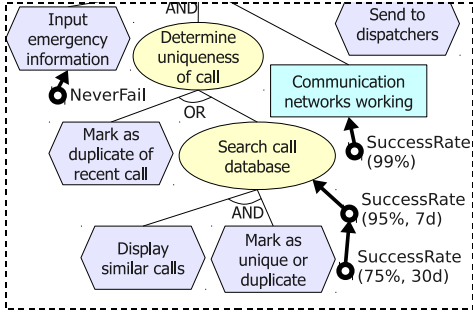 AND
Input
emergency
information
Determine
uniqueness
of call
Send to
dispatchers
NeverFail
Communication
networks working
OR
Mark as
duplicate of
recent call
Search call
database
SuccessRate
(99%)
SuccessRate
(95%, 7d)
AND
Display
similar calls
Mark as
unique or
duplicate
SuccessRate
(75%, 30d)